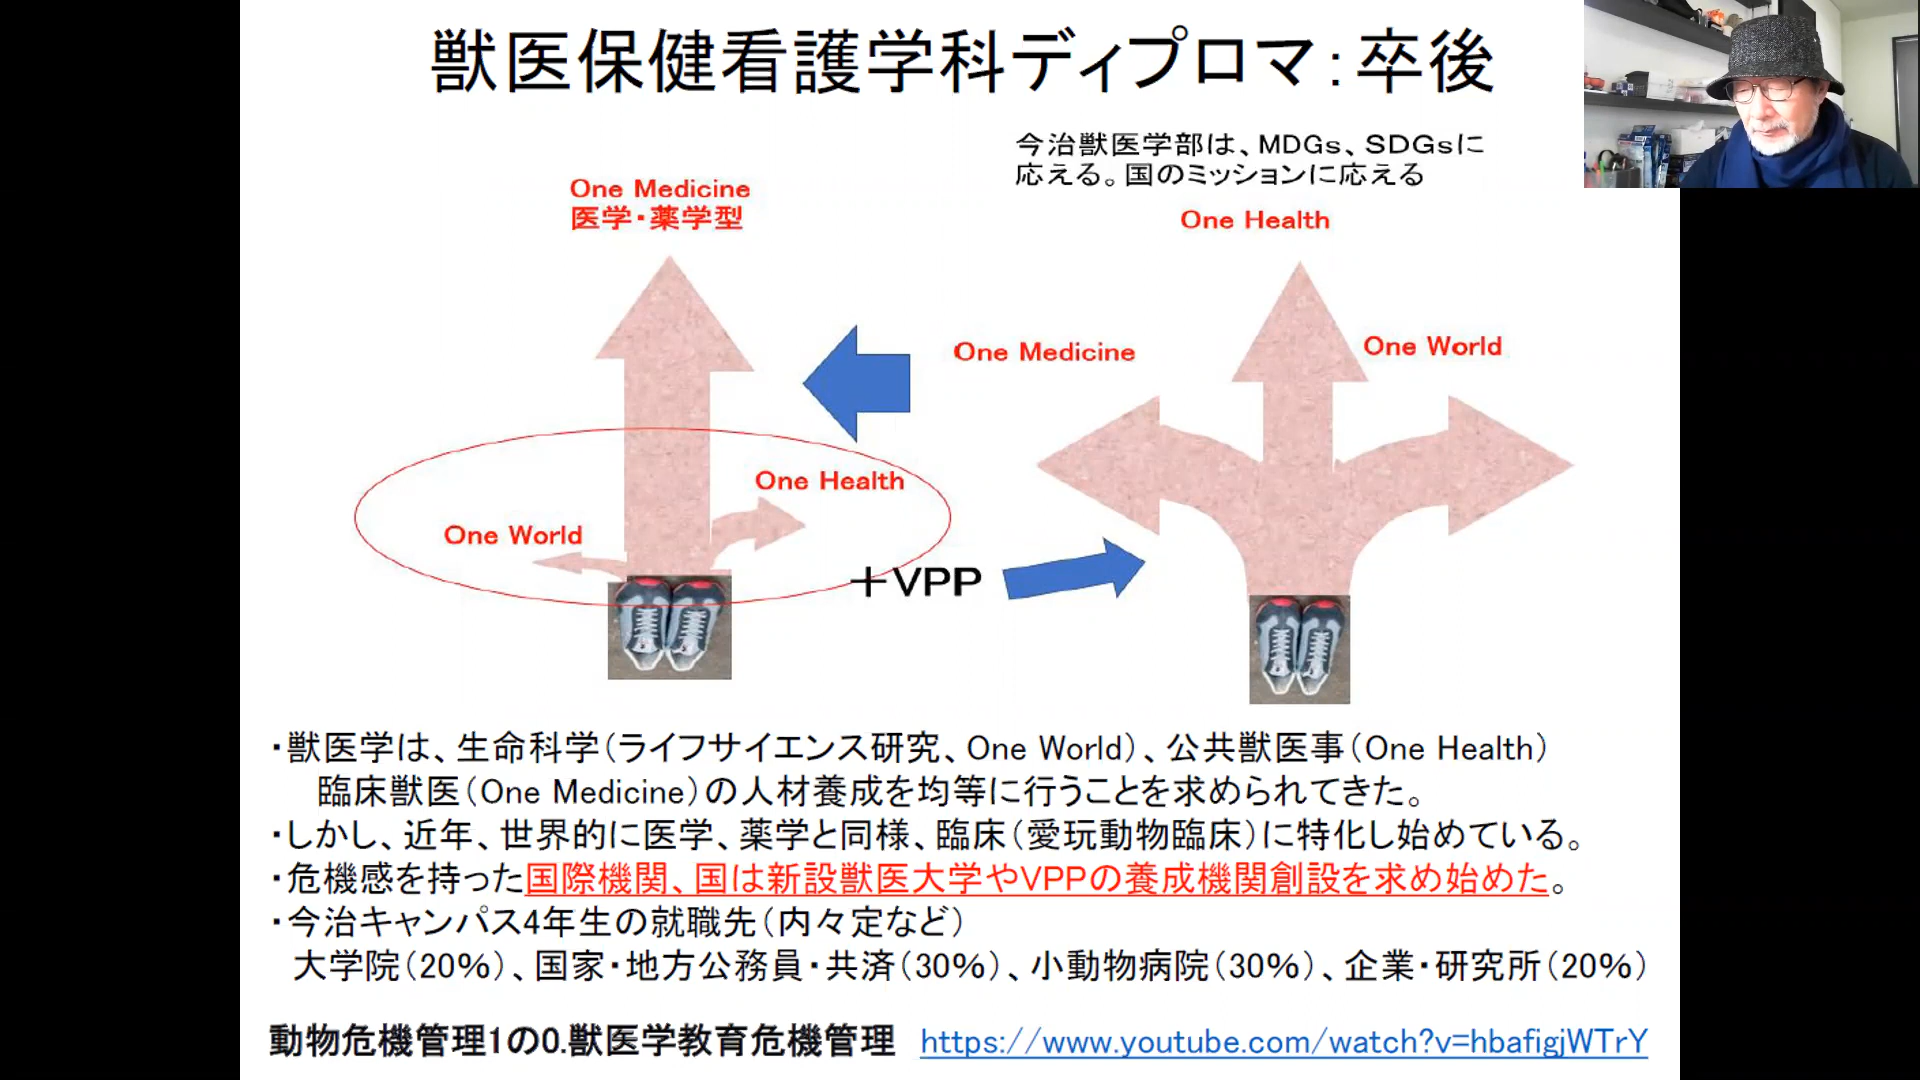 獣医保健看護学科ディプロマ：卒後
今治獣医学部は、MDGs、SDGsに
応える。国のミッションに応える
One Medicine
医学・薬学型
One Health
One Medicine
One World
One Health
One World
＋VPP
・獣医学は、生命科学（ライフサイエンス研究、One World）、公共獣医事（One Health）
臨床獣医（One Medicine）の人材養成を均等に行うことを求められてきた。
・しかし、近年、世界的に医学、薬学と同様、臨床（愛玩動物臨床）に特化し始めている。
・危機感を持った国際機関、国は新設獣医大学やVPPの養成機関創設を求め始めた。
・今治キャンパス4年生の就職先（内々定など）
大学院（20%）、国家・地方公務員・共済（30%）、小動物病院（30%）、企業・研究所（20%）
動物危機管理1の0.獣医学教育危機管理 https://www.youtube.com/watch?v=hbafigjWTrY